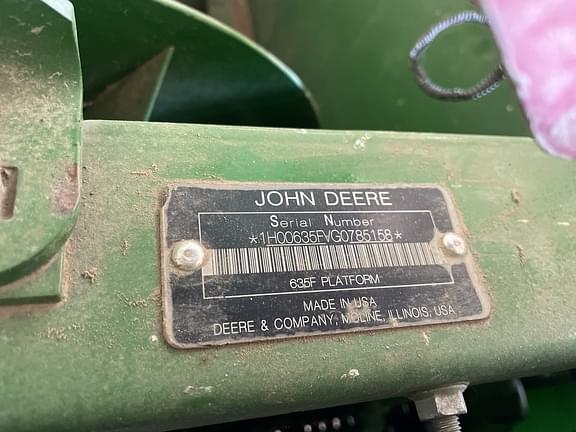 JOHN DEERE
Serial Number
*1H00635FVG0785158*
635F PLATFORM
MADE IN USA
DEERE & COMPANY, MOLINE, ILLINOIS, USA